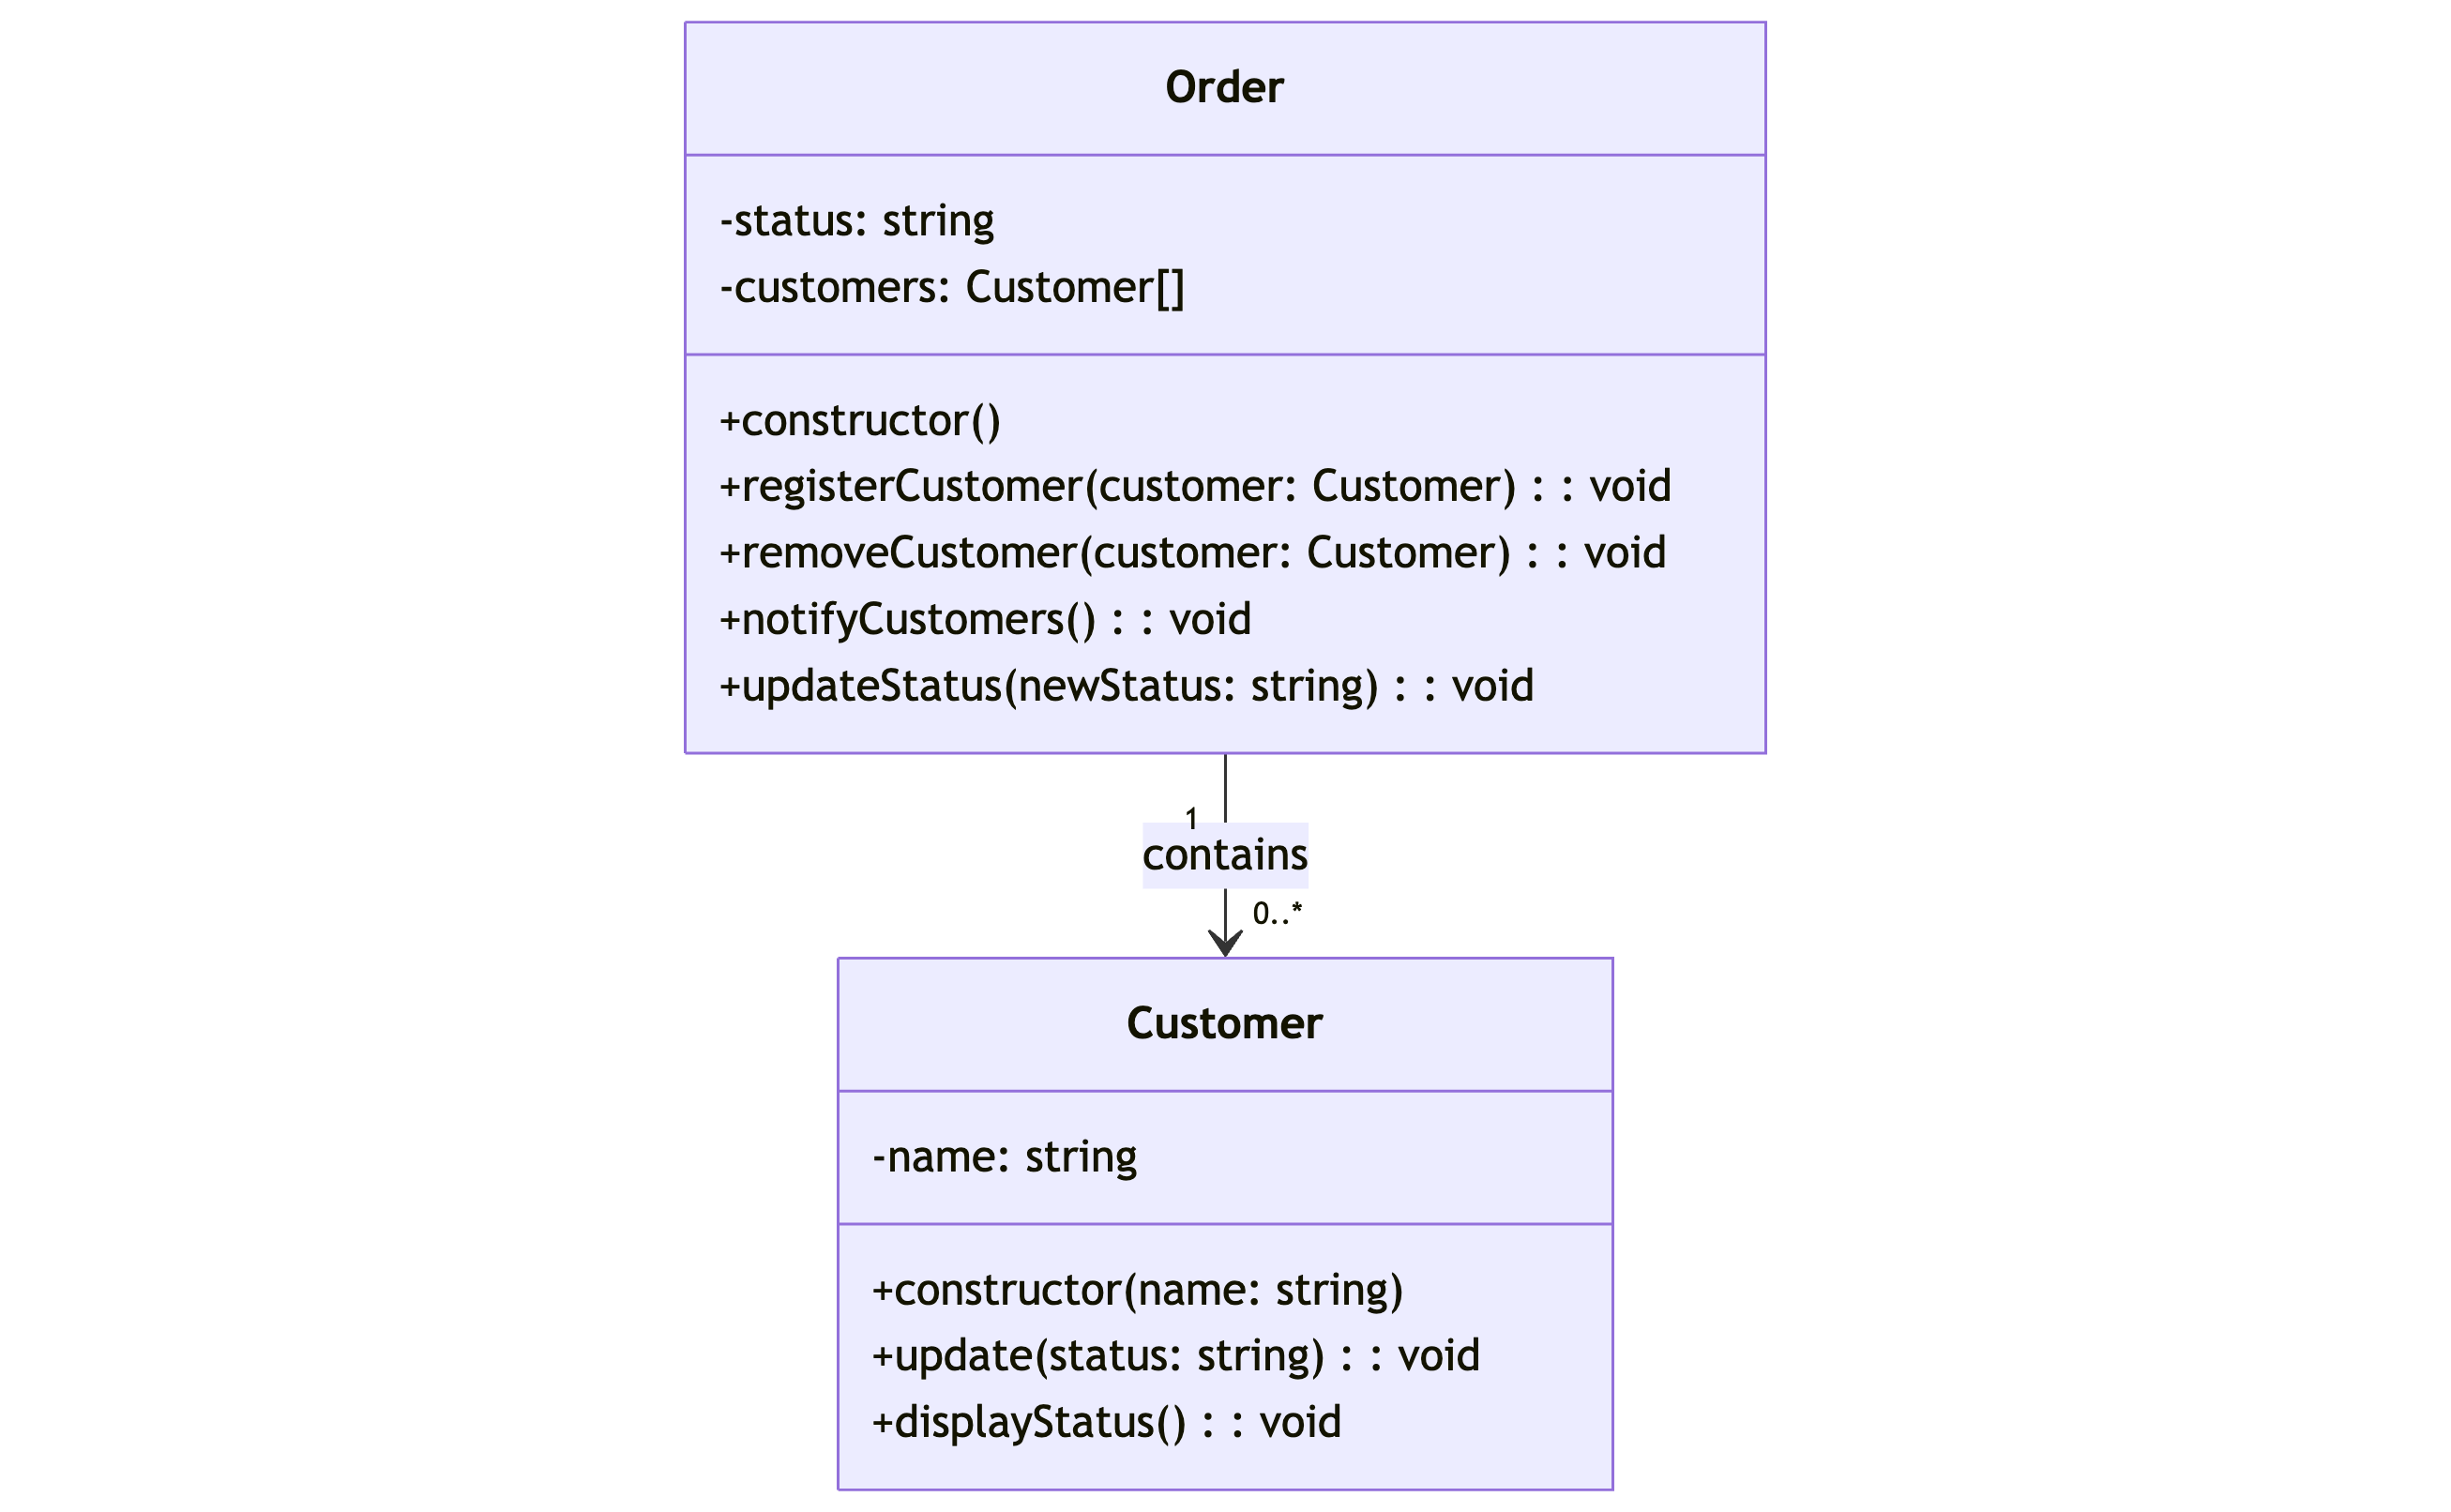 Order
-status: string
-customers: Customer[]
+constructor()
+registerCustomer(customer: Customer) : : void
+removeCustomer(customer: Customer) : : void
+notifyCustomers() : : void
+updateStatus(newStatus: string) : : void
1
contains
0..*
Customer
-name: string
+constructor(name: string)
+update(status: string) : : void
+displayStatus() : : void